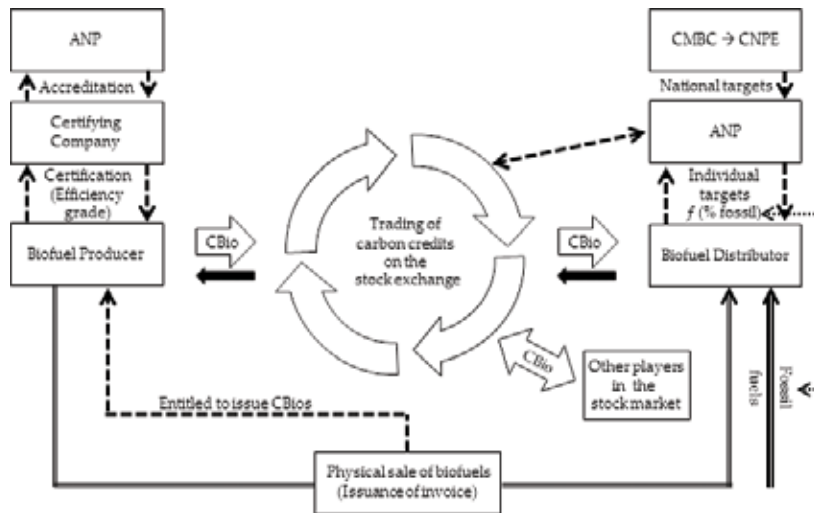 ANP
Accreditation
Certifying
Company
Certification
(Efficiency
grade)
Biofuel Producer
CBio
Trading of
carbon credits
on the
stock exchange
CBio
CMBC → CNPE
National targets
ANP
Individual
targets
f (% fossil)
Biofuel Distributor
CBio
Other players
in the
stock market
Fossil
fuels
Entitled to issue CBios
Physical sale of biofuels
(Issuance of invoice)